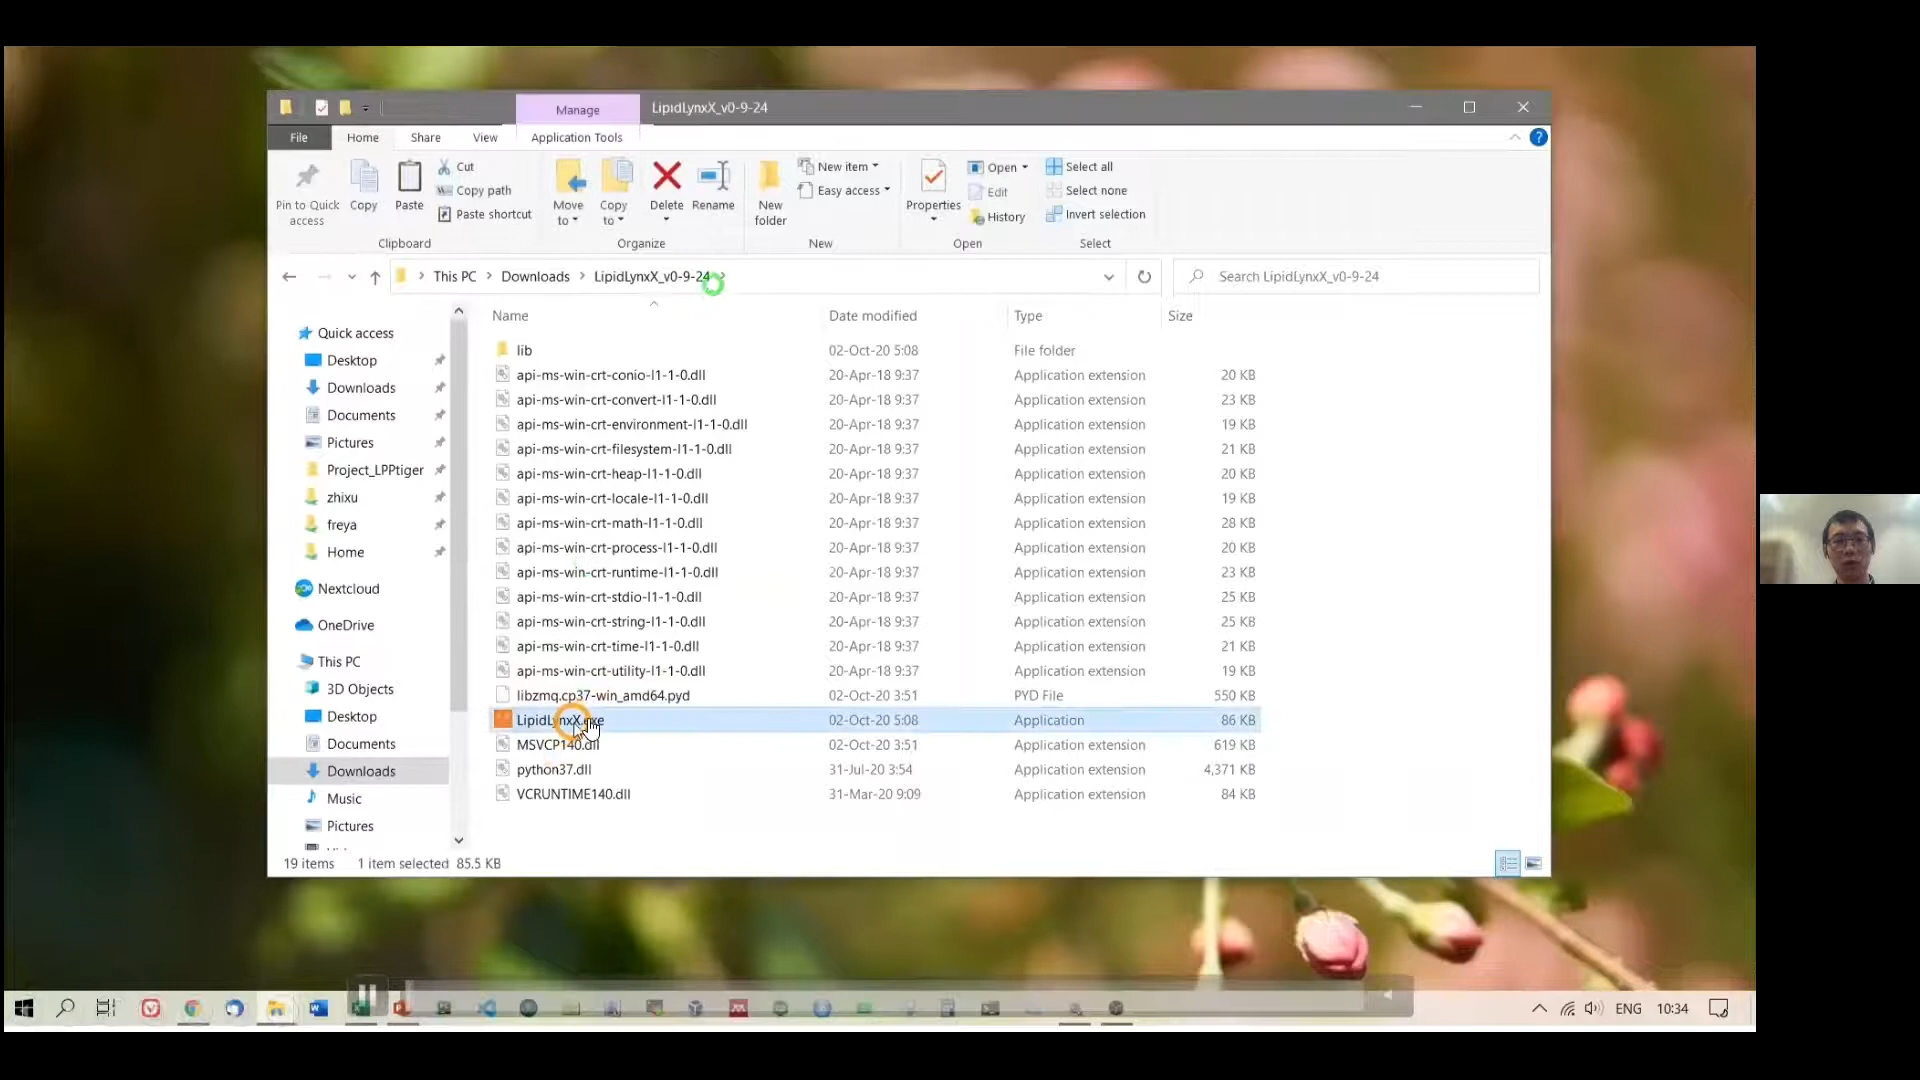 Manage
LipidLynxX_v0-9-24
File
Home
Share
View
Application Tools
Pin to Quick access
Copy
Paste
Cut
Copy path
Paste shortcut
Clipboard
Move to
Copy to
Delete
Rename
Organize
New folder
New item
Easy access
New
Properties
Open
Edit
History
Open
Select all
Select none
Invert selection
Select
This PC > Downloads > LipidLynxX_v0-9-24
Search LipidLynxX_v0-9-24
Quick access
Desktop
Downloads
Documents
Pictures
Project_LPPtiger
zhixu
freya
Home
Nextcloud
OneDrive
This PC
3D Objects
Desktop
Documents
Downloads
Music
Pictures
Name Date modified Type Size
lib 02-Oct-20 5:08 File folder
api-ms-win-crt-conio-l1-1-0.dll 20-Apr-18 9:37 Application extension 20 KB
api-ms-win-crt-convert-l1-1-0.dll 20-Apr-18 9:37 Application extension 23 KB
api-ms-win-crt-environment-l1-1-0.dll 20-Apr-18 9:37 Application extension 19 KB
api-ms-win-crt-filesystem-l1-1-0.dll 20-Apr-18 9:37 Application extension 21 KB
api-ms-win-crt-heap-l1-1-0.dll 20-Apr-18 9:37 Application extension 20 KB
api-ms-win-crt-locale-l1-1-0.dll 20-Apr-18 9:37 Application extension 19 KB
api-ms-win-crt-math-l1-1-0.dll 20-Apr-18 9:37 Application extension 28 KB
api-ms-win-crt-process-l1-1-0.dll 20-Apr-18 9:37 Application extension 20 KB
api-ms-win-crt-runtime-l1-1-0.dll 20-Apr-18 9:37 Application extension 23 KB
api-ms-win-crt-stdio-l1-1-0.dll 20-Apr-18 9:37 Application extension 25 KB
api-ms-win-crt-string-l1-1-0.dll 20-Apr-18 9:37 Application extension 25 KB
api-ms-win-crt-time-l1-1-0.dll 20-Apr-18 9:37 Application extension 21 KB
api-ms-win-crt-utility-l1-1-0.dll 20-Apr-18 9:37 Application extension 19 KB
libzmq.cp37-win_amd64.pyd 02-Oct-20 3:51 PYD File 550 KB
LipidLynxX.exe 02-Oct-20 5:08 Application 86 KB
MSVCP140.dll 02-Oct-20 3:51 Application extension 619 KB
python37.dll 31-Jul-20 3:54 Application extension 4,371 KB
VCRUNTIME140.dll 31-Mar-20 9:09 Application extension 84 KB
19 items 1 item selected 85.5 KB
ENG 10:34